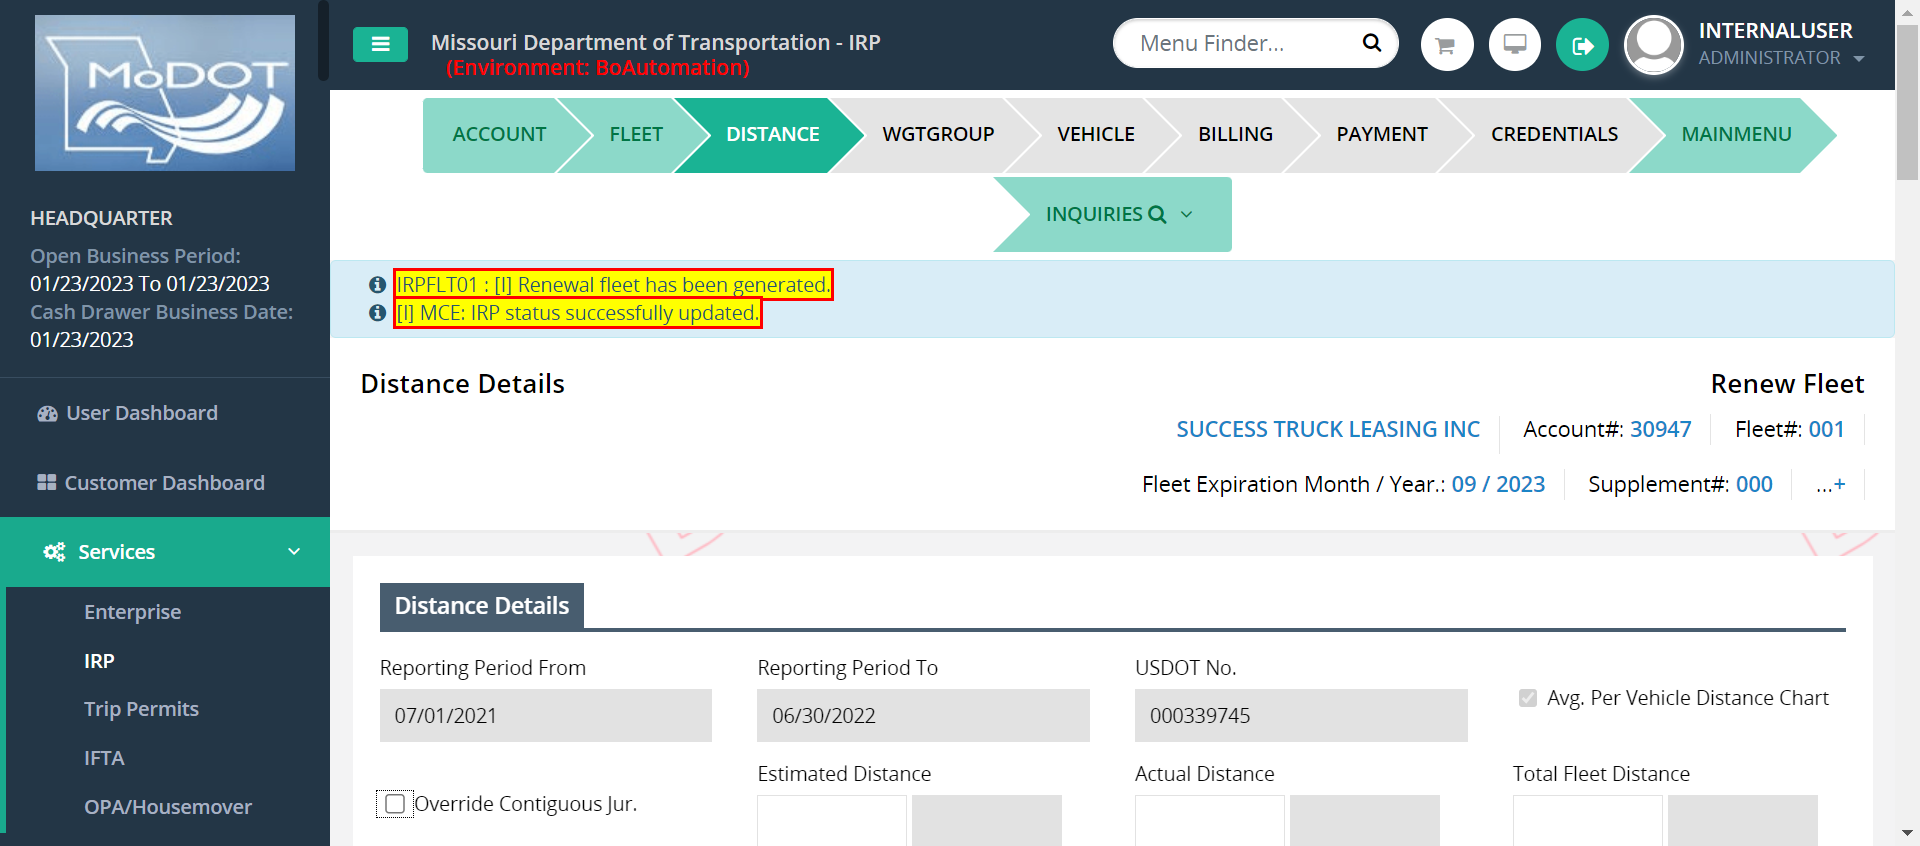 MoDOT
HEADQUARTER
Open Business Period:
01/23/2023 To 01/23/2023
Cash Drawer Business Date:
01/23/2023
User Dashboard
Customer Dashboard
Services
Enterprise
IRP
Trip Permits
IFTA
OPA/Housemover
Missouri Department of Transportation - IRP
(Environment: BoAutomation)
Menu Finder...
INTERNALUSER
ADMINISTRATOR
ACCOUNT FLEET DISTANCE WGTGROUP VEHICLE BILLING PAYMENT CREDENTIALS MAINMENU
INQUIRIES
IRPFLT01 : [I] Renewal fleet has been generated.
[I] MCE: IRP status successfully updated.
Distance Details Renew Fleet
SUCCESS TRUCK LEASING INC Account#: 30947 Fleet#: 001
Fleet Expiration Month / Year.: 09 / 2023 Supplement#: 000 ...+
Distance Details
Reporting Period From Reporting Period To USDOT No.
07/01/2021 06/30/2022 000339745 Avg. Per Vehicle Distance Chart
Estimated Distance Actual Distance Total Fleet Distance
Override Contiguous Jur.